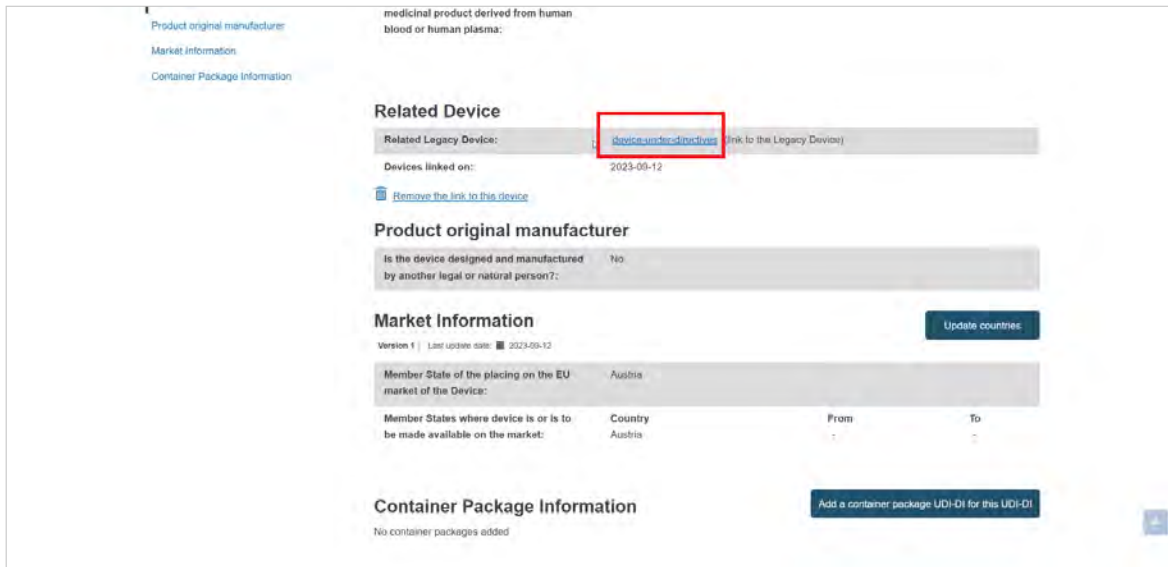 Product original manufacturer
Market Information
Container Package Information
medicinal product derived from human
blood or human plasma:
Related Device
Related Legacy Device: device-under-directives (link to the Legacy Device)
Devices linked on: 2023-09-12
Remove the link to this device
Product original manufacturer
Is the device designed and manufactured No
by another legal or natural person?:
Market Information
Update countries
Version 1 | Last update date: 2023-09-12
Member State of the placing on the EU Austria
market of the Device:
Member States where device is or is to Country From To
be made available on the market: Austria - -
Container Package Information
Add a container package UDI-DI for this UDI-DI
No container packages added